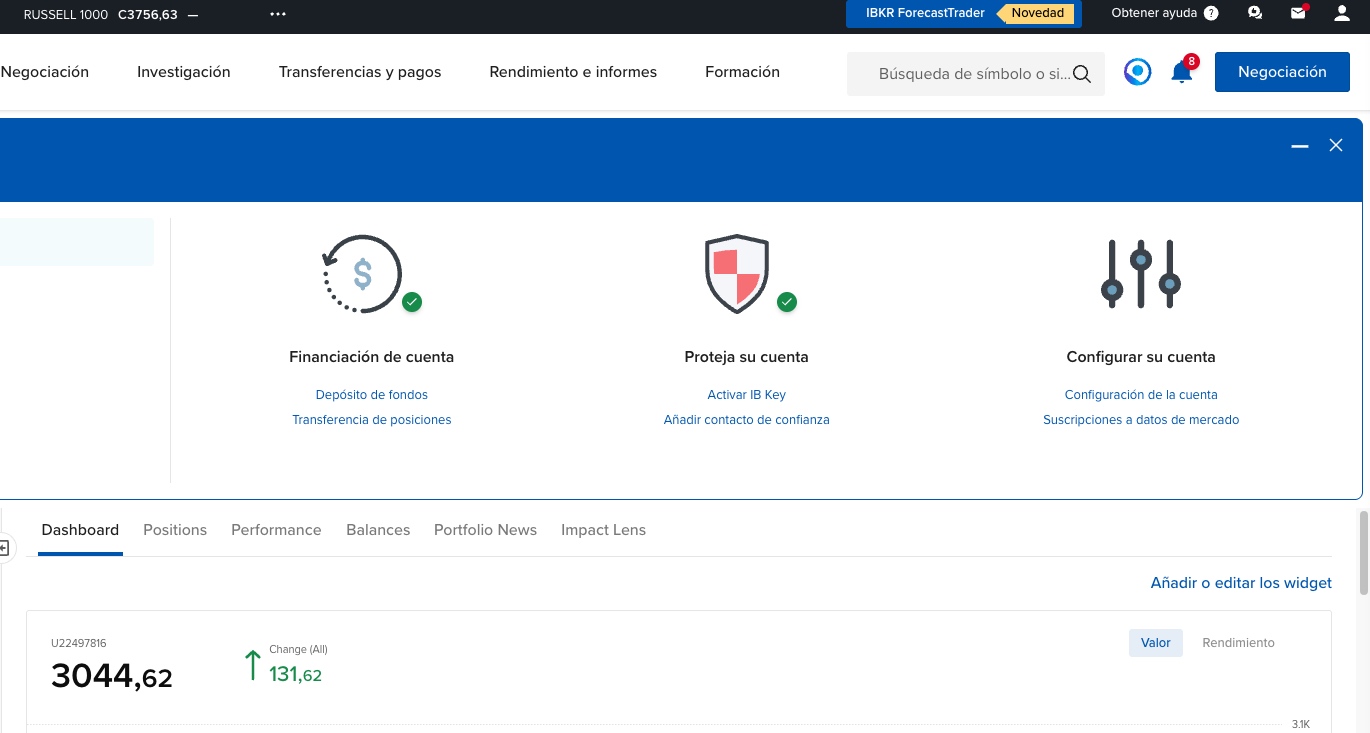 RUSSELL 1000 C3756,63 — ...
IBKR ForecastTrader Novedad Obtener ayuda ?
Negociación Investigación Transferencias y pagos Rendimiento e informes Formación Búsqueda de símbolo o si... 8 Negociación
$
Financiación de cuenta Proteja su cuenta Configurar su cuenta
Depósito de fondos Activar IB Key Configuración de la cuenta
Transferencia de posiciones Añadir contacto de confianza Suscripciones a datos de mercado
Dashboard Positions Performance Balances Portfolio News Impact Lens
Añadir o editar los widget
U22497816 Change (All) Valor Rendimiento
3044,62 131,62
3.1K